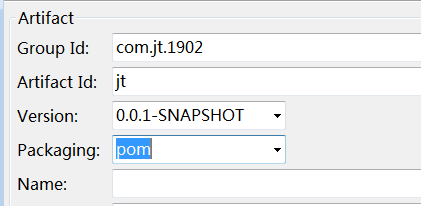 Artifact
Group Id: com.jt.1902
Artifact Id: jt
Version: 0.0.1-SNAPSHOT
Packaging: pom
Name: